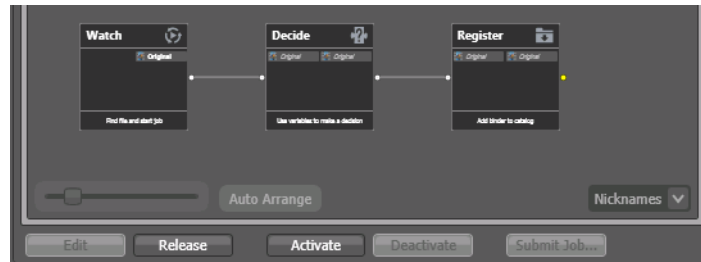 Watch Decide Register
Original Original Original Original Original
Find file and start job Use variables to make a decision Add binder to catalog
Auto Arrange Nicknames
Edit Release Activate Deactivate Submit Job...